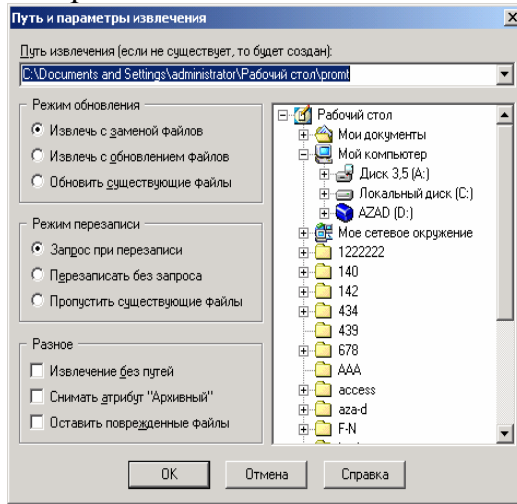 Путь и параметры извлечения
Путь извлечения (если не существует, то будет создан):
C:\Documents and Settings\administrator\Рабочий стол\promt
Режим обновления
Извлечь с заменой файлов
Извлечь с обновлением файлов
Обновить существующие файлы
Режим перезаписи
Запрос при перезаписи
Перезаписать без запроса
Пропустить существующие файлы
Разное
Извлечение без путей
Снимать атрибут "Архивный"
Оставить поврежденные файлы
Рабочий стол
Мои документы
Мой компьютер
Диск 3,5 (A:)
Локальный диск (C:)
AZAD (D:)
Мое сетевое окружение
1222222
140
142
434
439
678
AAA
access
aza-d
F-N
OK
Отмена
Справка